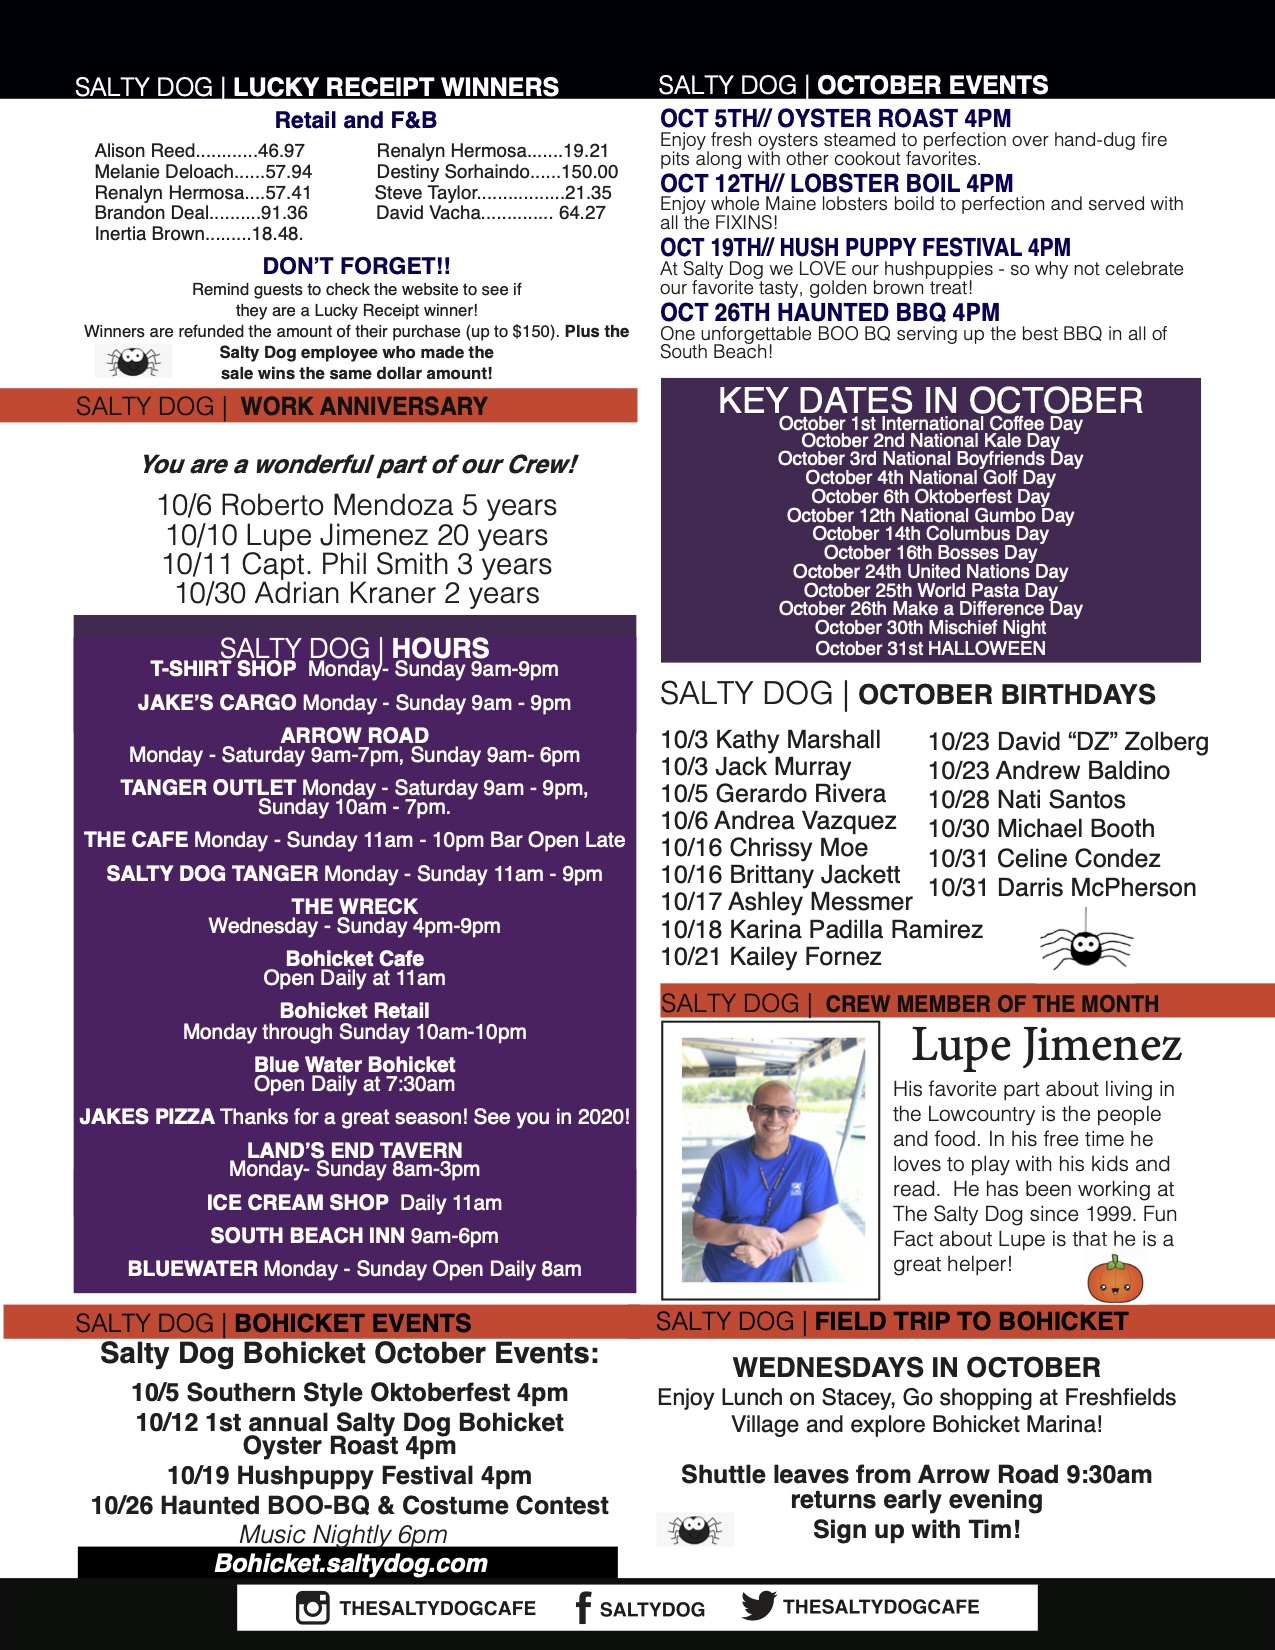 SALTY DOG | LUCKY RECEIPT WINNERS
Retail and F&B
Alison Reed............46.97
Melanie Deloach......57.94
Renalyn Hermosa....57.41
Brandon Deal..........91.36
Inertia Brown.........18.48.
Renalyn Hermosa.......19.21
Destiny Sorhaindo......150.00
Steve Taylor.................21.35
David Vacha.............. 64.27
DON'T FORGET!!
Remind guests to check the website to see if
they are a Lucky Receipt winner!
Winners are refunded the amount of their purchase (up to $150). Plus the
Salty Dog employee who made the
sale wins the same dollar amount!
SALTY DOG | WORK ANNIVERSARY
You are a wonderful part of our Crew!
10/6 Roberto Mendoza 5 years
10/10 Lupe Jimenez 20 years
10/11 Capt. Phil Smith 3 years
10/30 Adrian Kraner 2 years
SALTY DOG | HOURS
T-SHIRT SHOP Monday- Sunday 9am-9pm
JAKE'S CARGO Monday - Sunday 9am - 9pm
ARROW ROAD
Monday - Saturday 9am-7pm, Sunday 9am- 6pm
TANGER OUTLET Monday - Saturday 9am - 9pm,
Sunday 10am - 7pm.
THE CAFE Monday - Sunday 11am - 10pm Bar Open Late
SALTY DOG TANGER Monday - Sunday 11am - 9pm
THE WRECK
Wednesday - Sunday 4pm-9pm
Bohicket Cafe
Open Daily at 11am
Bohicket Retail
Monday through Sunday 10am-10pm
Blue Water Bohicket
Open Daily at 7:30am
JAKES PIZZA Thanks for a great season! See you in 2020!
LAND'S END TAVERN
Monday- Sunday 8am-3pm
ICE CREAM SHOP Daily 11am
SOUTH BEACH INN 9am-6pm
BLUEWATER Monday - Sunday Open Daily 8am
SALTY DOG | BOHICKET EVENTS
Salty Dog Bohicket October Events:
10/5 Southern Style Oktoberfest 4pm
10/12 1st annual Salty Dog Bohicket
Oyster Roast 4pm
10/19 Hushpuppy Festival 4pm
10/26 Haunted BOO-BQ & Costume Contest
Music Nightly 6pm
Bohicket.saltydog.com
SALTY DOG | OCTOBER EVENTS
OCT 5TH// OYSTER ROAST 4PM
Enjoy fresh oysters steamed to perfection over hand-dug fire
pits along with other cookout favorites.
OCT 12TH// LOBSTER BOIL 4PM
Enjoy whole Maine lobsters boild to perfection and served with
all the FIXINS!
OCT 19TH// HUSH PUPPY FESTIVAL 4PM
At Salty Dog we LOVE our hushpuppies - so why not celebrate
our favorite tasty, golden brown treat!
OCT 26TH HAUNTED BBQ 4PM
One unforgettable BOO BQ serving up the best BBQ in all of
South Beach!
KEY DATES IN OCTOBER
October 1st International Coffee Day
October 2nd National Kale Day
October 3rd National Boyfriends Day
October 4th National Golf Day
October 6th Oktoberfest Day
October 12th National Gumbo Day
October 14th Columbus Day
October 16th Bosses Day
October 24th United Nations Day
October 25th World Pasta Day
October 26th Make a Difference Day
October 30th Mischief Night
October 31st HALLOWEEN
SALTY DOG | OCTOBER BIRTHDAYS
10/3 Kathy Marshall
10/3 Jack Murray
10/5 Gerardo Rivera
10/6 Andrea Vazquez
10/16 Chrissy Moe
10/16 Brittany Jackett
10/17 Ashley Messmer
10/18 Karina Padilla Ramirez
10/21 Kailey Fornez
10/23 David “DZ” Zolberg
10/23 Andrew Baldino
10/28 Nati Santos
10/30 Michael Booth
10/31 Celine Condez
10/31 Darris McPherson
SALTY DOG | CREW MEMBER OF THE MONTH
Lupe Jimenez
His favorite part about living in
the Lowcountry is the people
and food. In his free time he
loves to play with his kids and
read. He has been working at
The Salty Dog since 1999. Fun
Fact about Lupe is that he is a
great helper!
SALTY DOG | FIELD TRIP TO BOHICKET
WEDNESDAYS IN OCTOBER
Enjoy Lunch on Stacey, Go shopping at Freshfields
Village and explore Bohicket Marina!
Shuttle leaves from Arrow Road 9:30am
returns early evening
Sign up with Tim!
THESALTYDOGCAFE
SALTYDOG
THESALTYDOGCAFE